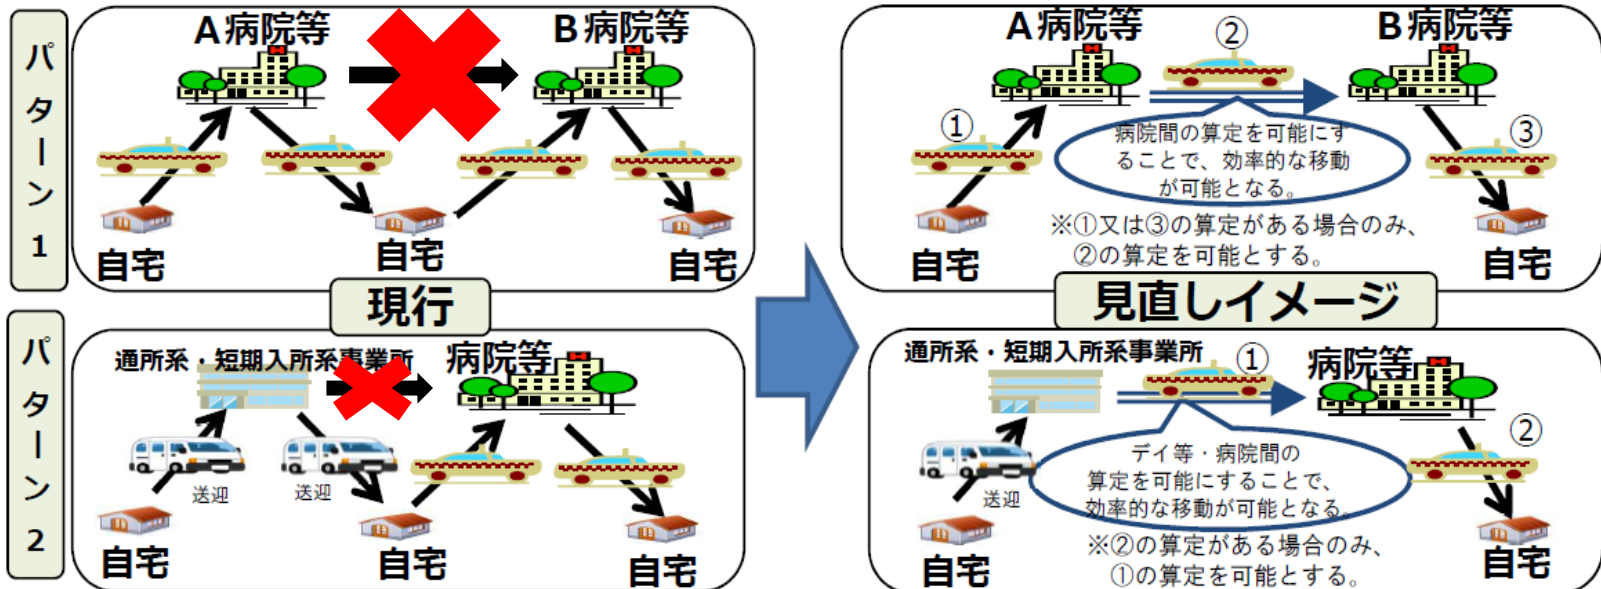 パターン1
A病院等
B病院等
自宅
自宅
自宅
現行
パターン2
通所系・短期入所系事業所
病院等
送迎
送迎
自宅
自宅
自宅
A病院等
②
B病院等
①
病院間の算定を可能にす
ることで、効率的な移動
が可能となる。
③
※①又は③の算定がある場合のみ、
②の算定を可能とする。
自宅
自宅
見直しイメージ
通所系・短期入所系事業所
①
病院等
②
デイ等・病院間の
算定を可能にすることで、
効率的な移動が可能となる。
送迎
※②の算定がある場合のみ、
①の算定を可能とする。
自宅
自宅